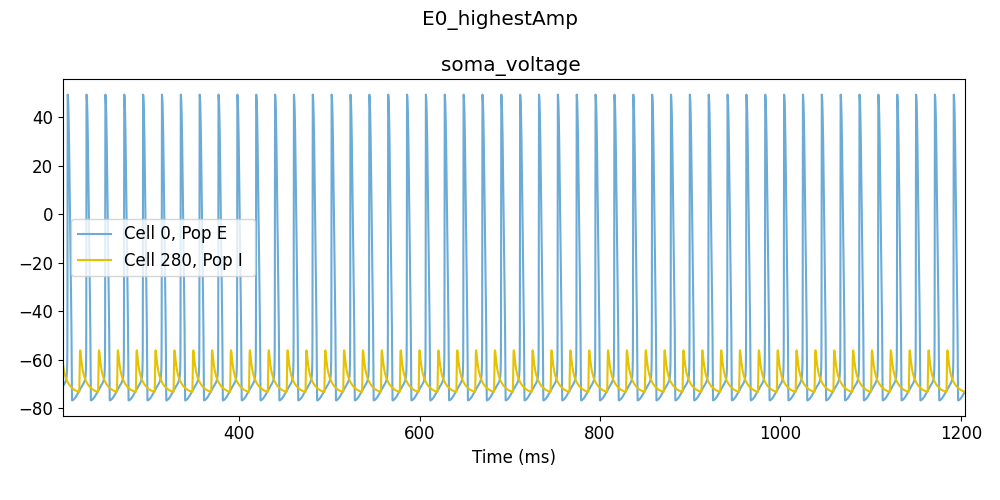 E0_highestAmp
soma_voltage
40
20
0
−20
−40
−60
−80
Cell 0, Pop E
Cell 280, Pop I
400 600 800 1000 1200
Time (ms)